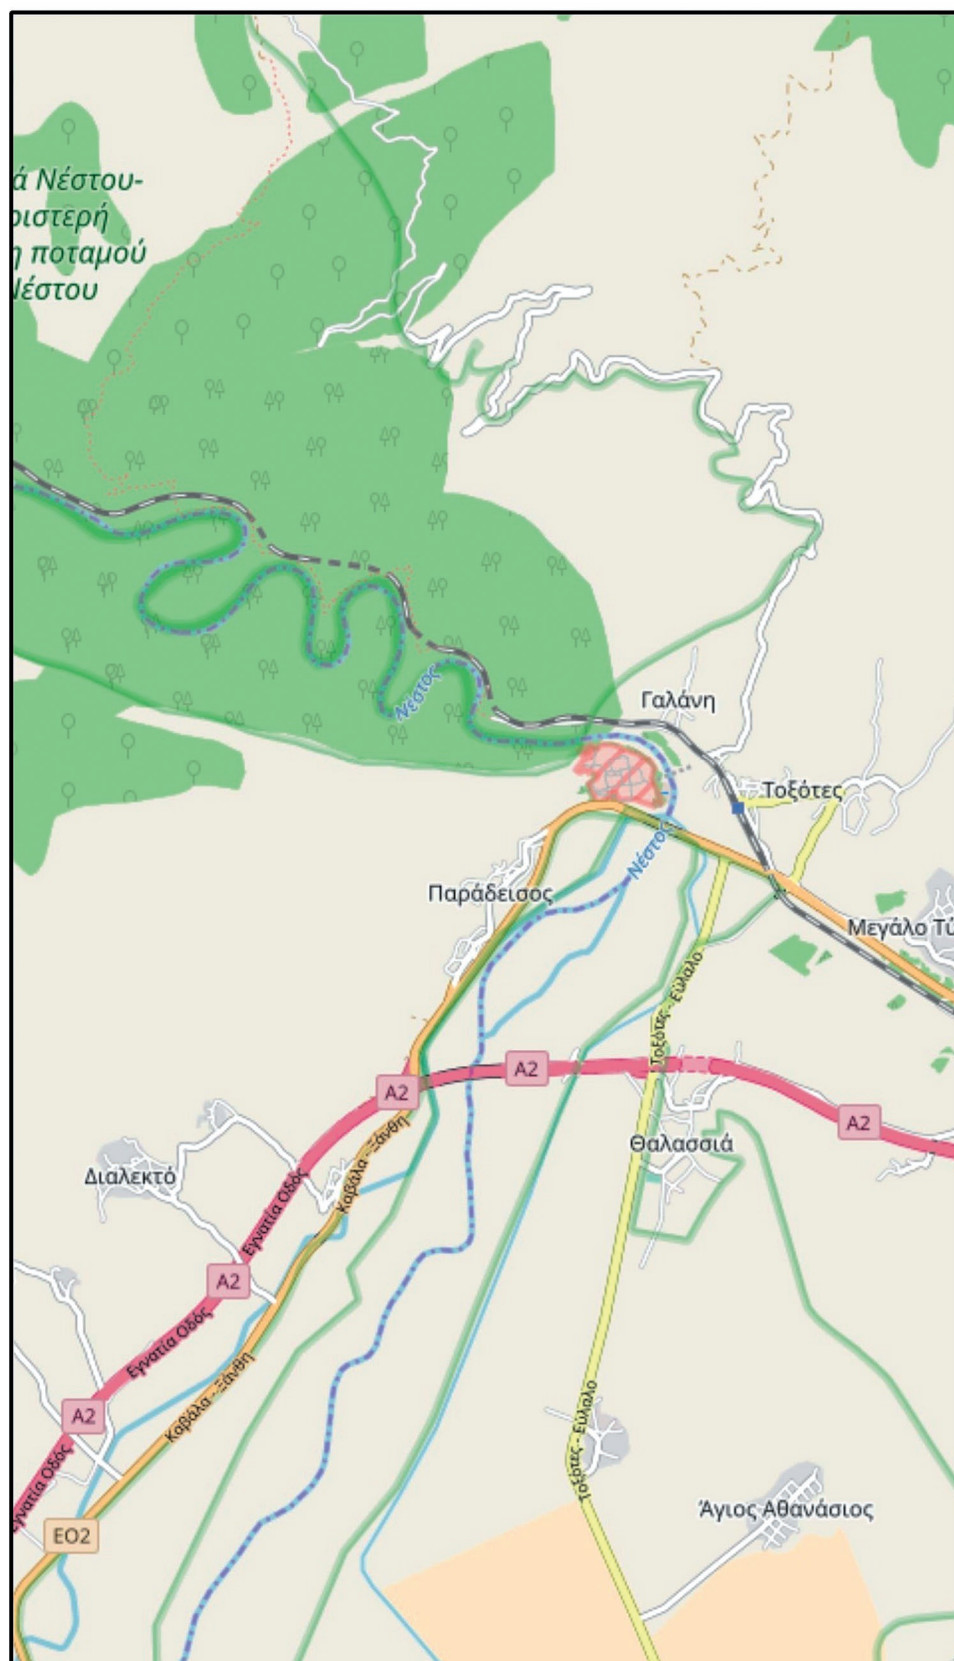 ά Νέστου-
ριστερή
η ποταμού
Νέστου
Νέστος
Γαλάνη
Τοξότες
Νέστος
Παράδεισος
Μεγάλο Τύ
Τοξότες - Εύλαλο
A2
A2
A2
Θαλασσιά
Καβάλα - Ξάνθη
Διαλεκτό
Εγνατία Οδός
A2
Εγνατία Οδός
Καβάλα - Ξάνθη
A2
Τοξότες - Εύλαλο
Εγνατία Οδός
Άγιος Αθανάσιος
EO2